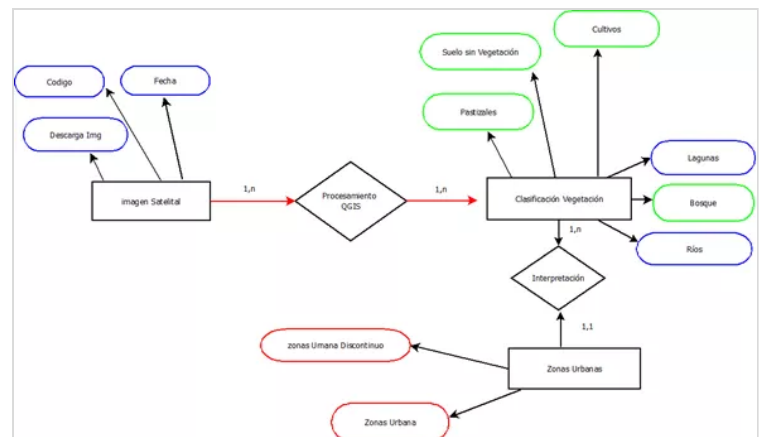 Cultivos
Suelo sin Vegetación
Codigo
Fecha
Pastizales
Descarga Img
Lagunas
1,n
1,n
imagen Satelital
Procesamiento
QGIS
Clasificación Vegetación
Bosque
1,n
Ríos
Interpretación
1,1
zonas Umana Discontinuo
Zonas Urbanas
Zonas Urbana